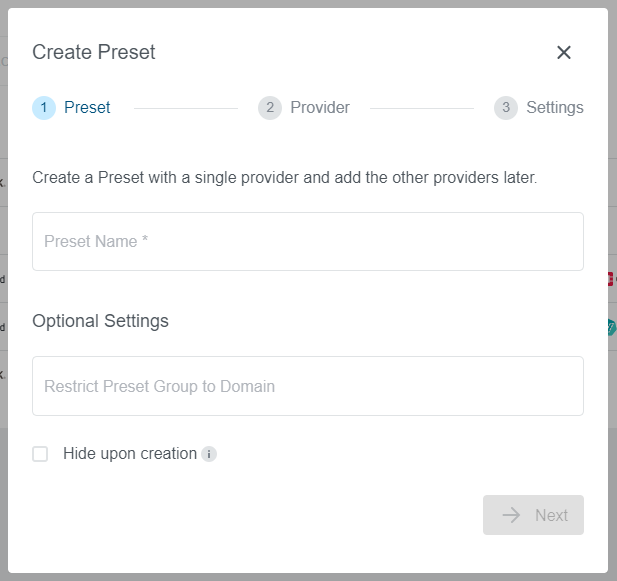 Create Preset
1 Preset 2 Provider 3 Settings
Create a Preset with a single provider and add the other providers later.
Preset Name *
Optional Settings
Restrict Preset Group to Domain
Hide upon creation i
Next